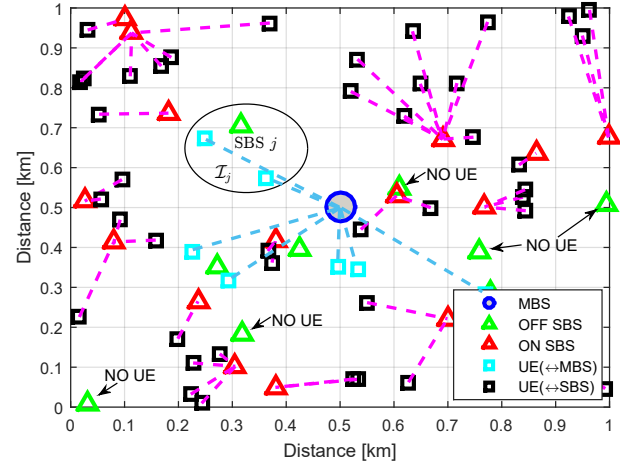 1
0.9
0.8
0.7
0.6
0.5
0.4
0.3
0.2
0.1
0
Distance [km]
SBS j
ℐj
NO UE
NO UE
NO UE
NO UE
MBS
OFF SBS
ON SBS
UE(↔MBS)
UE(↔SBS)
0 0.1 0.2 0.3 0.4 0.5 0.6 0.7 0.8 0.9 1
Distance [km]